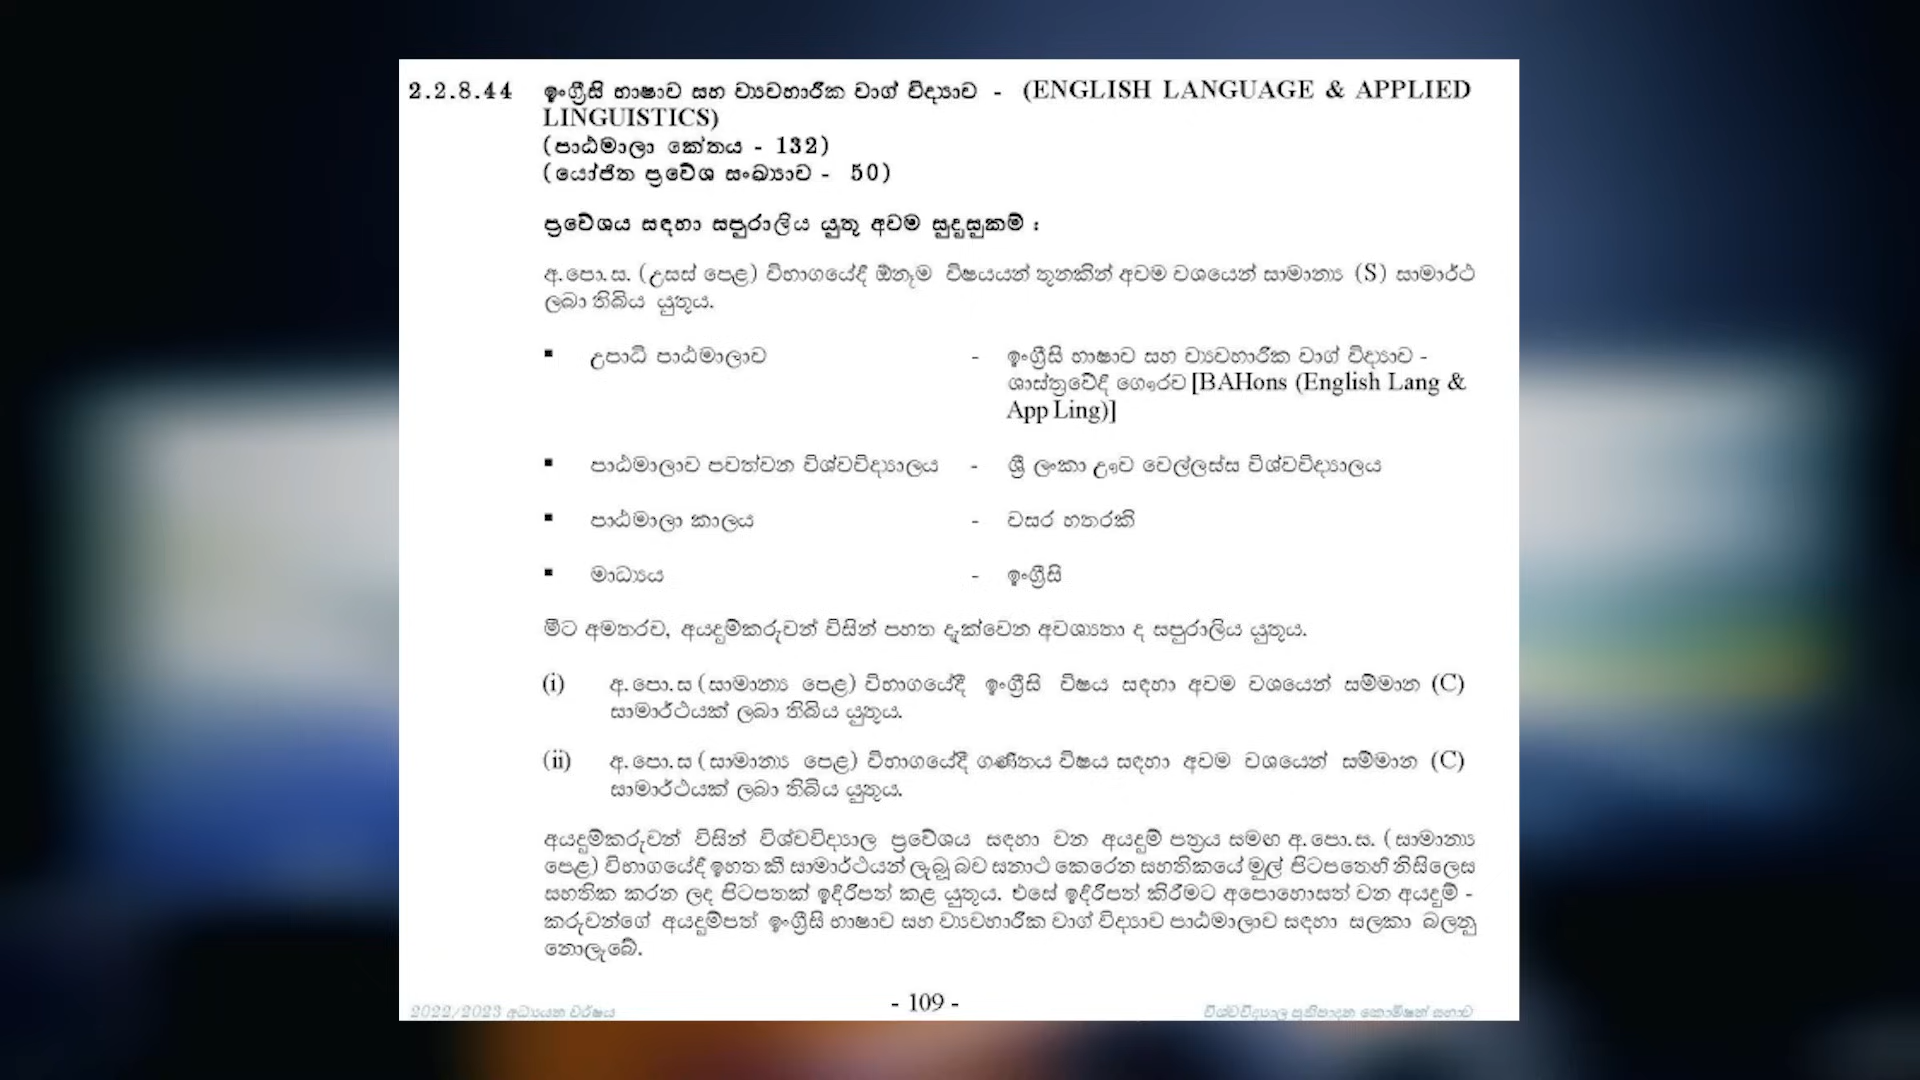 2.2.8.44 ඉංග්‍රීසි භාෂාව සහ ව්‍යවහාරික වාග් විද්‍යාව - (ENGLISH LANGUAGE & APPLIED
LINGUISTICS)
(පාඨමාලා කේතය - 132)
(යෝජිත ප්‍රවේශ සංඛ්‍යාව - 50)
ප්‍රවේශය සඳහා සපුරාලිය යුතු අවම සුදුසුකම් :
අ.පො.ස. (උසස් පෙළ) විභාගයේදී ඕනෑම විෂයයන් තුනකින් අවම වශයෙන් සාමාන්‍ය (S) සාමාර්ථ
ලබා තිබිය යුතුය.
▪ උපාධි පාඨමාලාව - ඉංග්‍රීසි භාෂාව සහ ව්‍යවහාරික වාග් විද්‍යාව -
ශාස්ත්‍රවේදී ගෞරව [BAHons (English Lang &
App Ling)]
▪ පාඨමාලාව පවත්වන විශ්වවිද්‍යාලය - ශ්‍රී ලංකා ඌව වෙල්ලස්ස විශ්වවිද්‍යාලය
▪ පාඨමාලා කාලය - වසර හතරකි
▪ මාධ්‍යය - ඉංග්‍රීසි
මීට අමතරව, අයදුම්කරුවන් විසින් පහත දැක්වෙන අවශ්‍යතා ද සපුරාලිය යුතුය.
(i) අ.පො.ස (සාමාන්‍ය පෙළ) විභාගයේදී ඉංග්‍රීසි විෂය සඳහා අවම වශයෙන් සම්මාන (C)
සාමාර්ථයක් ලබා තිබිය යුතුය.
(ii) අ.පො.ස (සාමාන්‍ය පෙළ) විභාගයේදී ගණිතය විෂය සඳහා අවම වශයෙන් සම්මාන (C)
සාමාර්ථයක් ලබා තිබිය යුතුය.
අයදුම්කරුවන් විසින් විශ්වවිද්‍යාල ප්‍රවේශය සඳහා වන අයදුම් පත්‍රය සමඟ අ.පො.ස. (සාමාන්‍ය
පෙළ) විභාගයේදී ඉහත කී සාමාර්ථයන් ලැබූ බව සනාථ කෙරෙන සහතිකයේ මුල් පිටපතෙහි නිසිලෙස
සහතික කරන ලද පිටපතක් ඉදිරිපත් කළ යුතුය. එසේ ඉදිරිපත් කිරීමට අපොහොසත් වන අයදුම් -
කරුවන්ගේ අයදුම්පත් ඉංග්‍රීසි භාෂාව සහ ව්‍යවහාරික වාග් විද්‍යාව පාඨමාලාව සඳහා සලකා බලනු
නොලැබේ.
- 109 -
2022/2023 අධ්‍යයන වර්ෂය විශ්වවිද්‍යාල ප්‍රතිපාදන කොමිෂන් සභාව